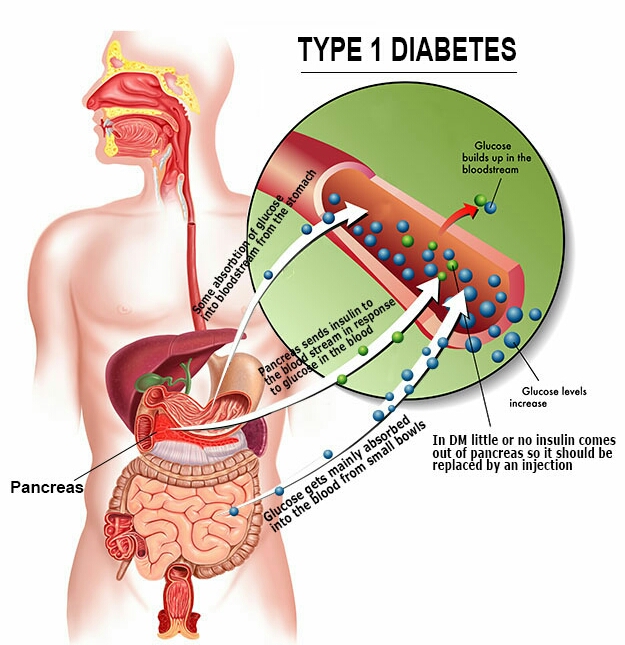 TYPE 1 DIABETES
Glucose
builds up in the
bloodstream
Some absorbtion of glucose
into bloodstream from the stomach
Pancreas sends insulin to
the blood stream in response
to glucose in the blood
Glucose levels
increase
In DM little or no insulin comes
out of pancreas so it should be
replaced by an injection
Glucose gets mainly absorbed
into the blood from small bowls
Pancreas